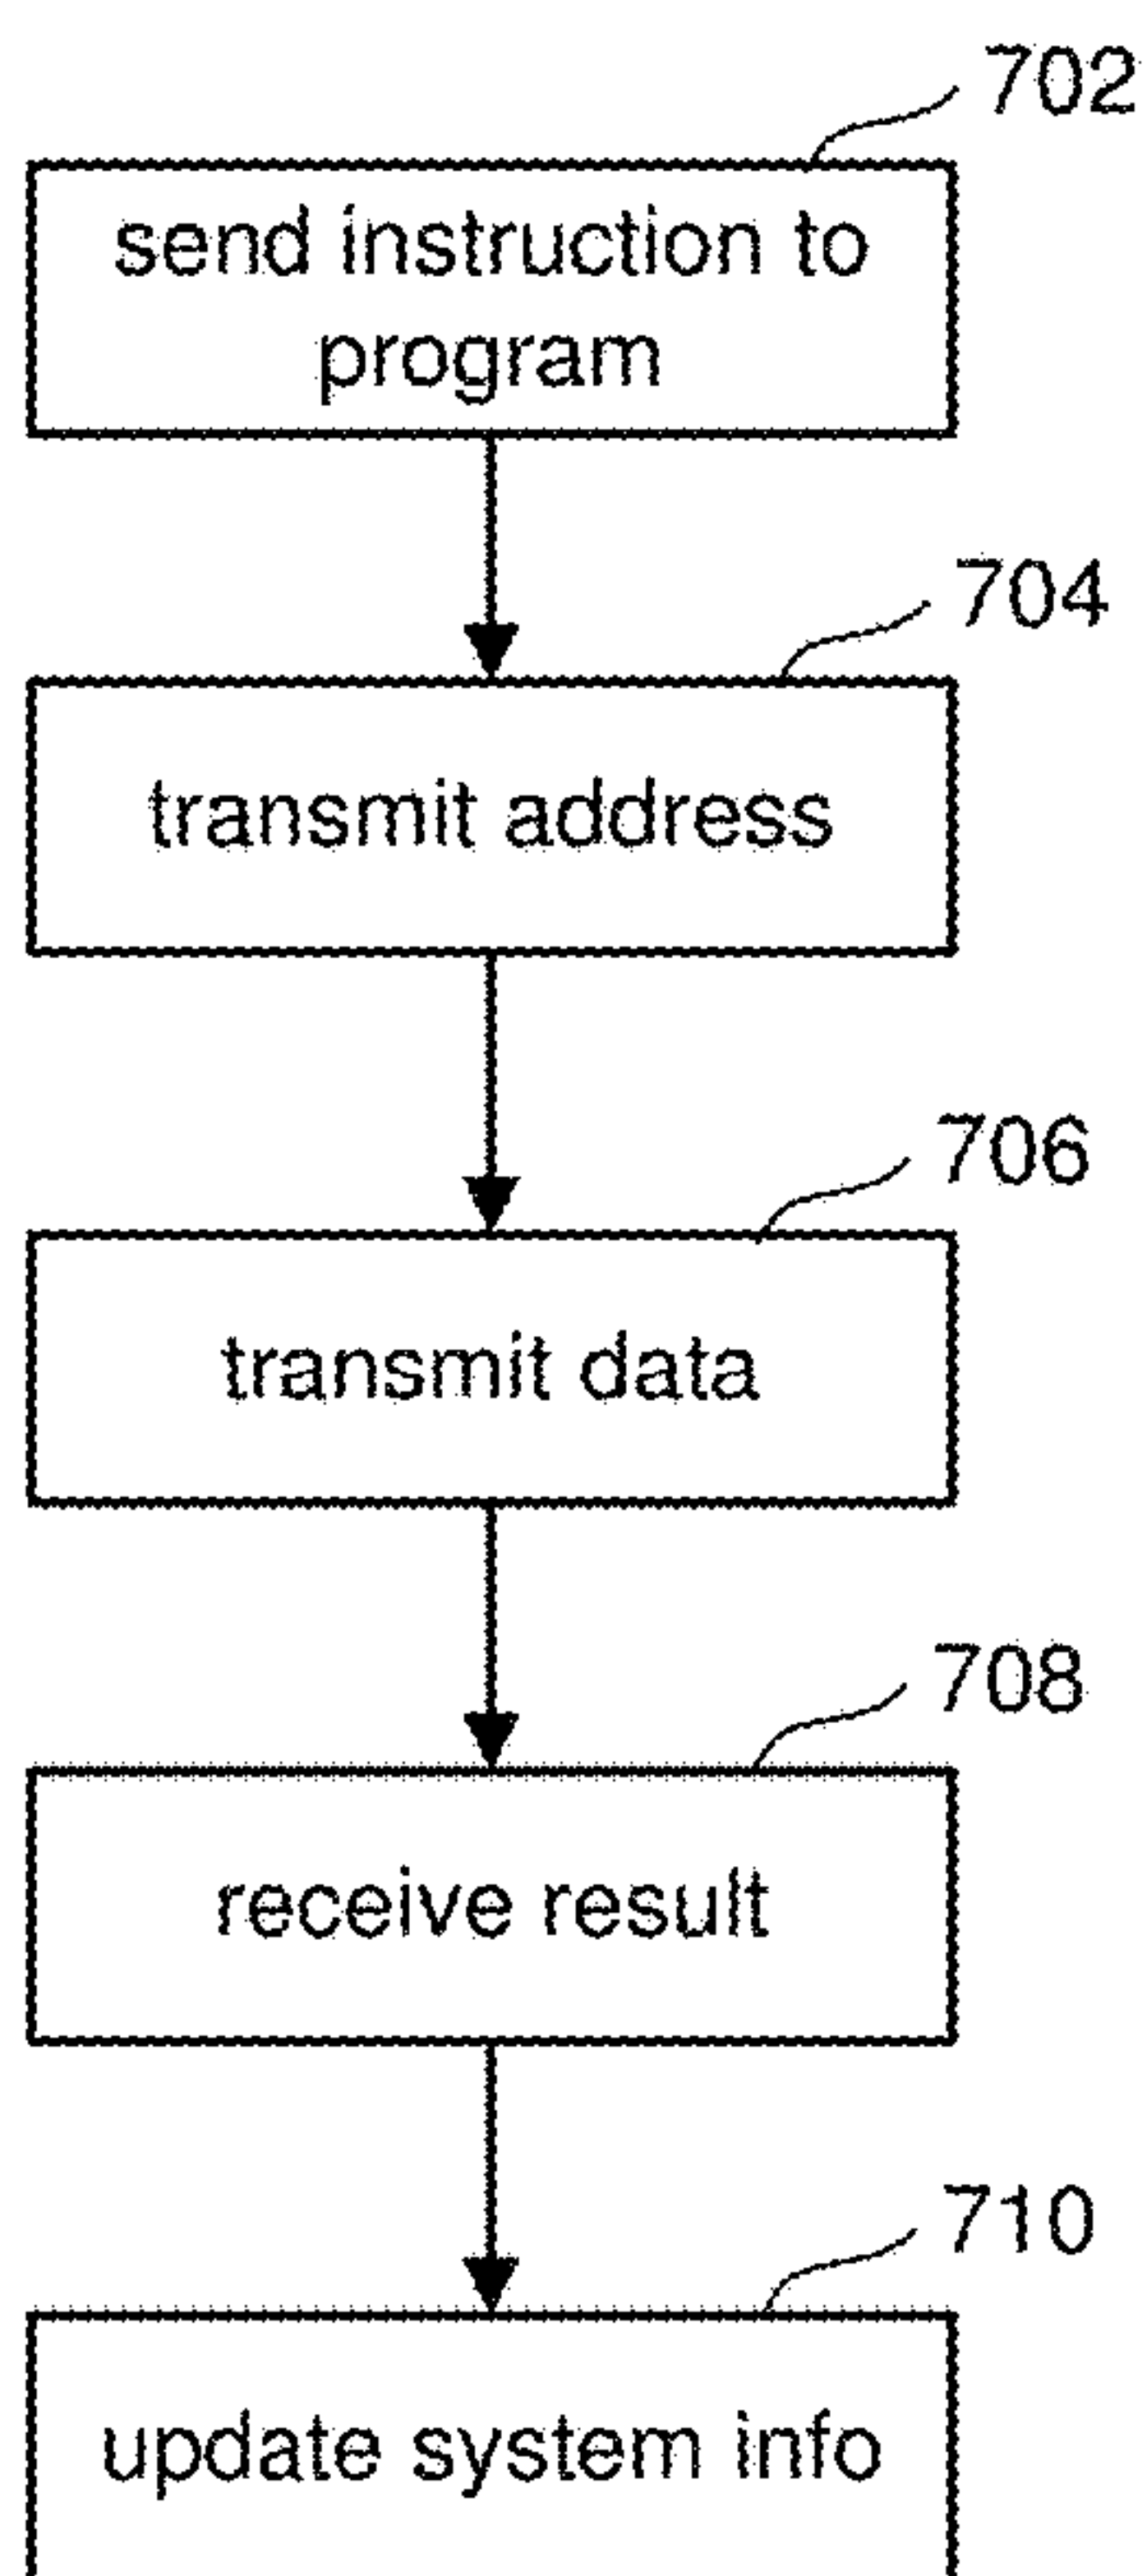 702
send instruction to
program
704
transmit address
706
transmit data
708
receive result
710
update system info